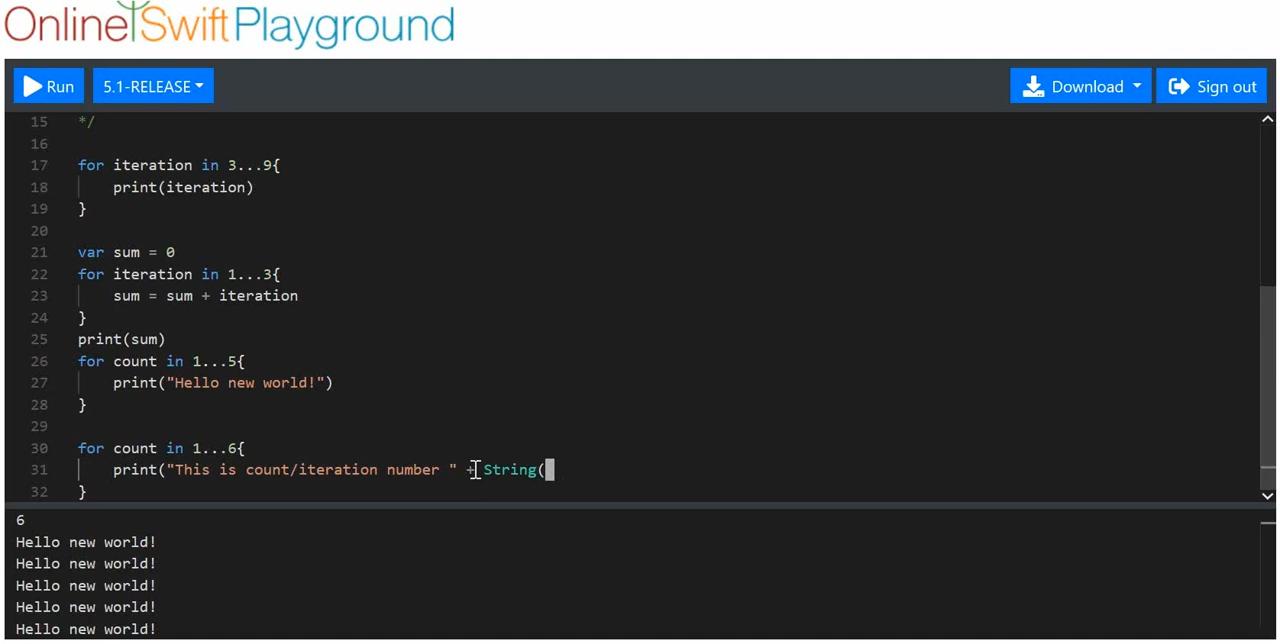 OnlineSwiftPlayground
Run 5.1-RELEASE Download Sign out
15 */
16
17 for iteration in 3...9{
18 print(iteration)
19 }
20
21 var sum = 0
22 for iteration in 1...3{
23 sum = sum + iteration
24 }
25 print(sum)
26 for count in 1...5{
27 print("Hello new world!")
28 }
29
30 for count in 1...6{
31 print("This is count/iteration number " + String(
32 }
6
Hello new world!
Hello new world!
Hello new world!
Hello new world!
Hello new world!